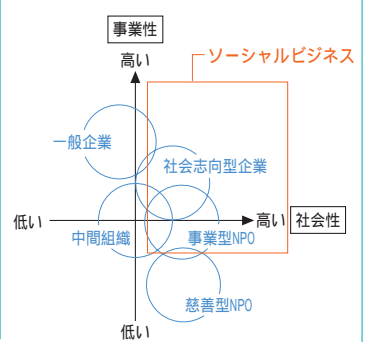 事業性
高い
ソーシャルビジネス
一般企業
社会志向型企業
低い
高い
社会性
中間組織
事業型NPO
慈善型NPO
低い